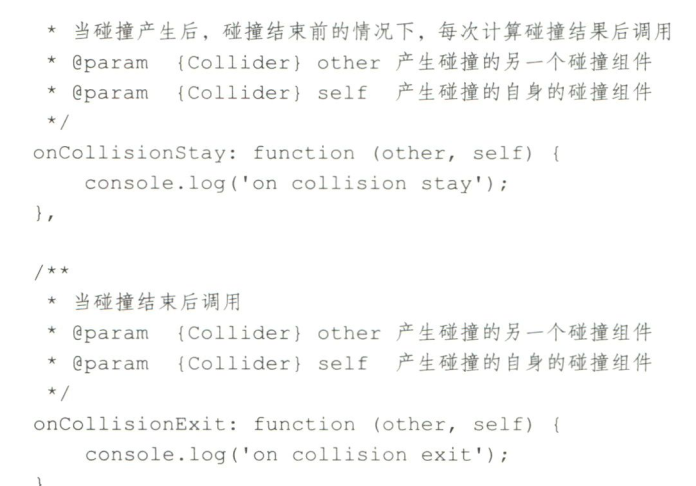 * 当碰撞产生后，碰撞结束前的情况下，每次计算碰撞结果后调用
* @param  {Collider} other 产生碰撞的另一个碰撞组件
* @param  {Collider} self  产生碰撞的自身的碰撞组件
*/
onCollisionStay: function (other, self) {
    console.log('on collision stay');
},

/**
* 当碰撞结束后调用
* @param  {Collider} other 产生碰撞的另一个碰撞组件
* @param  {Collider} self  产生碰撞的自身的碰撞组件
*/
onCollisionExit: function (other, self) {
    console.log('on collision exit');
}